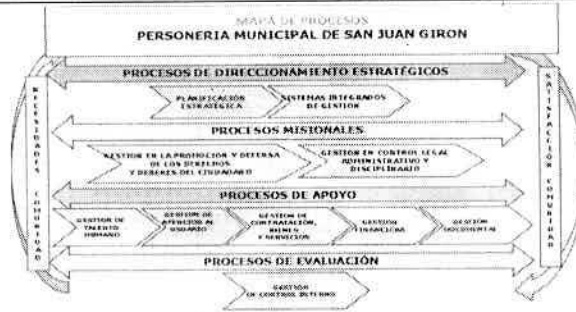 MAPA DE PROCESOS
PERSONERIA MUNICIPAL DE SAN JUAN GIRON
PROCESOS DE DIRECCIONAMIENTO ESTRATÉGICOS
PLANIFICACIÓN
ESTRATÉGICA
SISTEMAS INTEGRADOS
DE GESTION
PROCESOS MISIONALES
GESTION EN LA PROMOCION Y DEFENSA
DE LOS DERECHOS
Y DEBERES DEL CIUDADANO
GESTION EN CONTROL LEGAL
ADMINISTRATIVO Y
DISCIPLINARIO
PROCESOS DE APOYO
GESTION DE
TALENTO
HUMANO
GESTION DE
ATENCION AL
USUARIO
GESTION DE
CONTRATACION,
BIENES
Y SERVICIOS
GESTION
FINANCIERA
GESTIÓN
DOCUMENTAL
PROCESOS DE EVALUACIÓN
GESTION
DE CONTROL INTERNO
NECESIDADES COMUNIDAD
SATISFACCIÓN COMUNIDAD